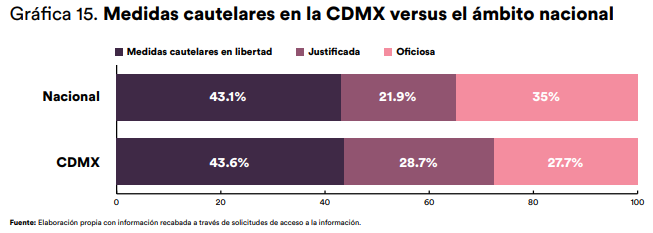 Gráfica 15. Medidas cautelares en la CDMX versus el ámbito nacional
Medidas cautelares en libertad Justificada Oficiosa
Nacional 43.1% 21.9% 35%
CDMX 43.6% 28.7% 27.7%
0 20 40 60 80 100
Fuente: Elaboración propia con información recabada a través de solicitudes de acceso a la información.